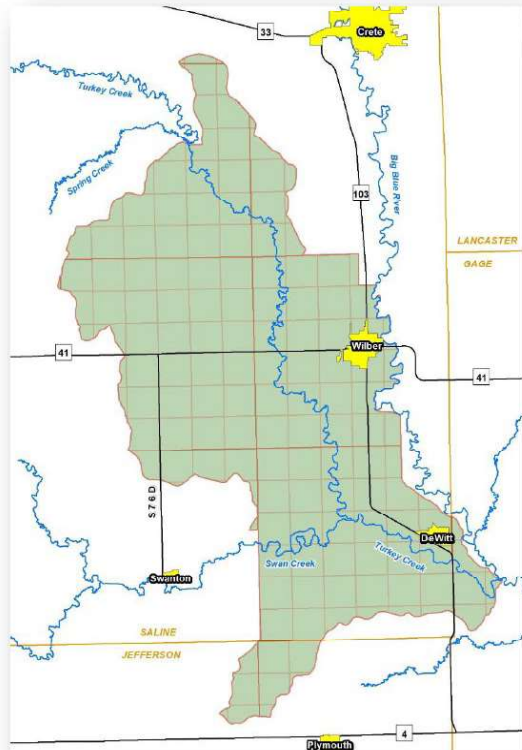 33
Crete
Turkey Creek
Spring Creek
Big Blue River
103
LANCASTER
GAGE
41
Wilber
41
S76D
DeWitt
Swan Creek
Turkey Creek
Swanton
SALINE
JEFFERSON
4
Plymouth